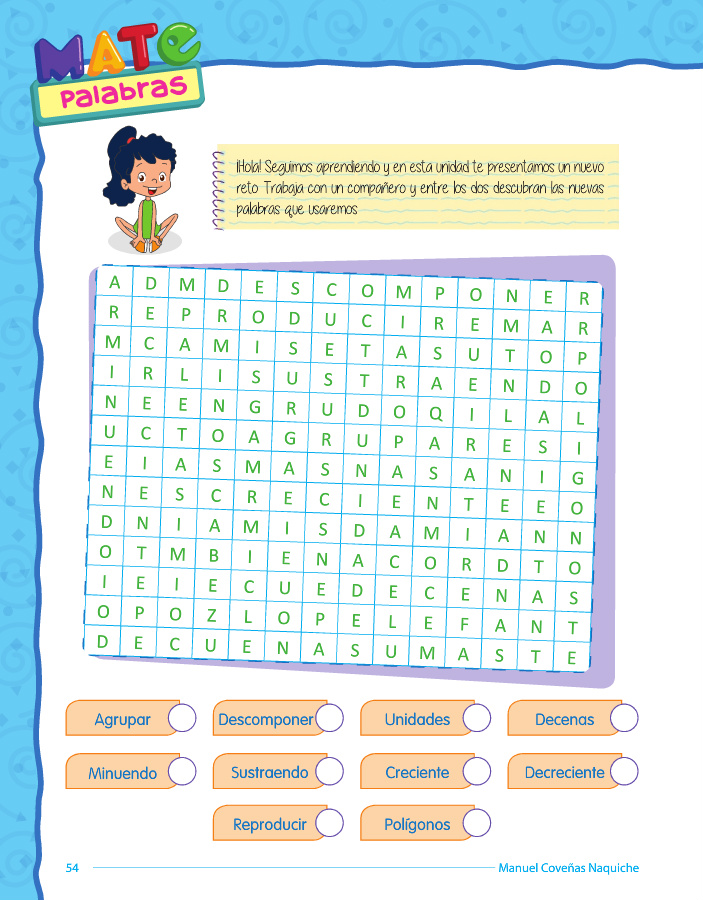 MATE
Palabras
¡Hola! Seguimos aprendiendo y en esta unidad te presentamos un nuevo
reto. Trabaja con un compañero y entre los dos descubran las nuevas
palabras que usaremos
A D M D E S C O M P O N E R
R E P R O D U C I R E M A R
M C A M I S E T A S U T O P
I R L I S U S T R A E N D O
N E E N G R U D O Q I L A L
U C T O A G R U P A R E S I
E I A S M A S N A S A N I G
N E S C R E C I E N T E E O
D N I A M I S D A M I A N N
O T M B I E N A C O R D T O
I E I E C U E D E C E N A S
O P O Z L O P E L E F A N T
D E C U E N A S U M A S T E
Agrupar Descomponer Unidades Decenas
Minuendo Sustraendo Creciente Decreciente
Reproducir Polígonos
54 Manuel Coveñas Naquiche